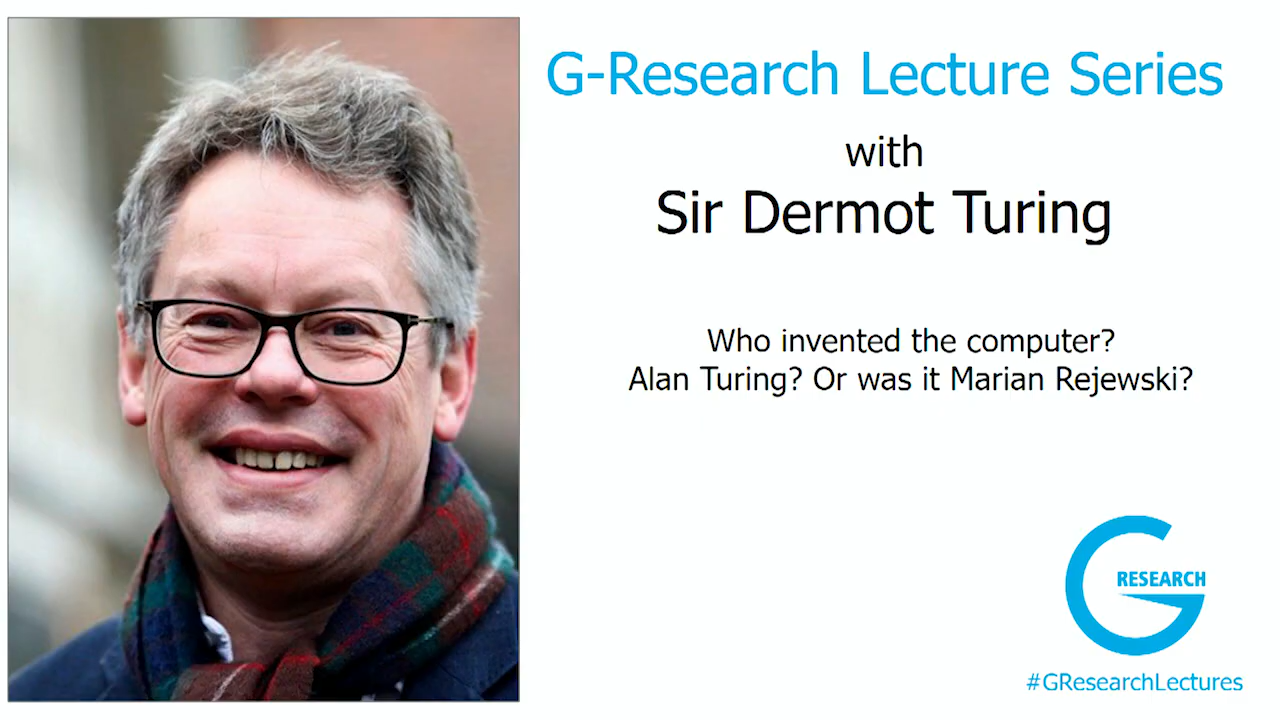 G-Research Lecture Series
with
Sir Dermot Turing
Who invented the computer?
Alan Turing? Or was it Marian Rejewski?
RESEARCH
#GResearchLectures